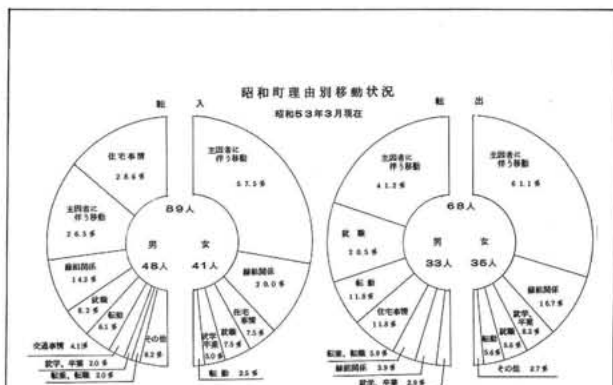 昭和町理由別移動状況
昭和53年3月現在
転 入
住宅事情
28.6%
主因者に
伴う移動
26.5%
縁組関係
14.3%
就職
8.2%
転勤
6.1%
交通事情 4.1%
就学、卒業 2.0%
転業、転職 2.0%
その他
8.2%
89人
男
48人
女
41人
主因者に
伴う移動
57.5%
縁組関係
20.0%
住宅
事情
7.5%
就職
7.5%
就学
卒業
5.0%
転勤 2.5%
転 出
主因者に
伴う移動
41.2%
就職
20.5%
転勤
11.8%
住宅事情
11.8%
転業、転職 5.9%
縁組関係 5.9%
就学、卒業 2.9%
68人
男
33人
女
35人
主因者に
伴う移動
61.1%
縁組関係
16.7%
就学、
卒業
8.3%
就職
5.6%
転勤
5.6%
その他 2.7%